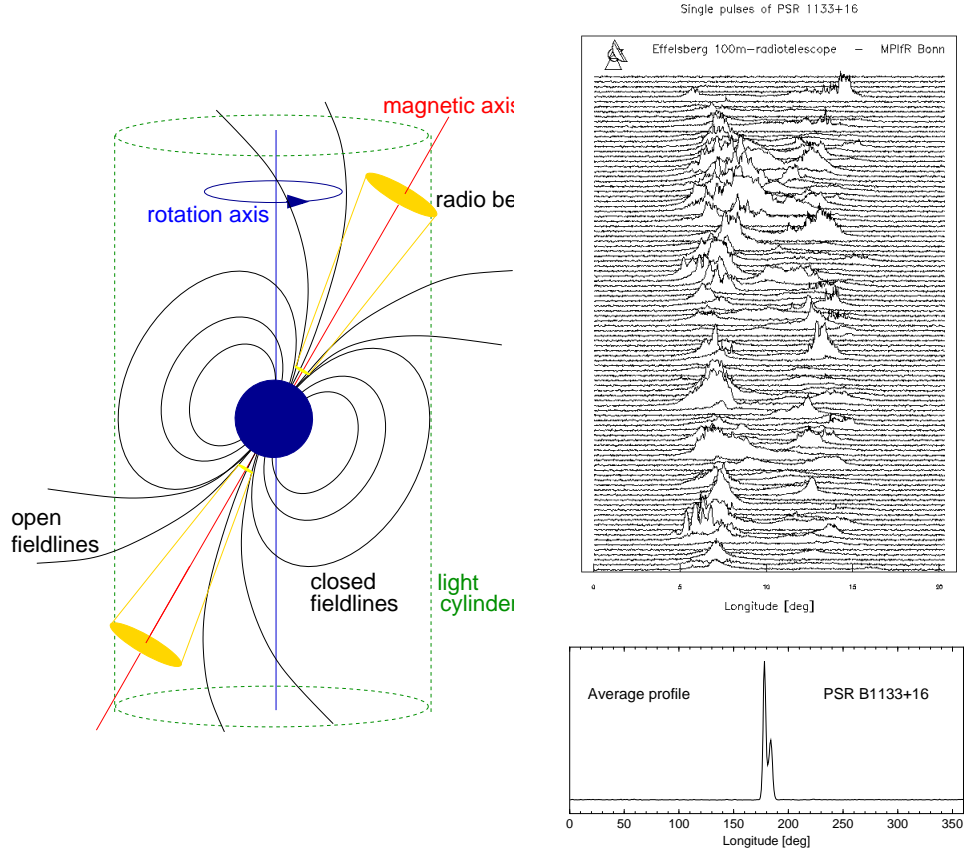 magnetic axis
radio be
rotation axis
open
fieldlines
closed
fieldlines
light
cylinder
Single pulses of PSR 1133+16
Effelsberg 100m-radiotelescope - MPIfR Bonn
0 5 10 15 20
Longitude [deg]
Average profile PSR B1133+16
0 50 100 150 200 250 300 350
Longitude [deg]